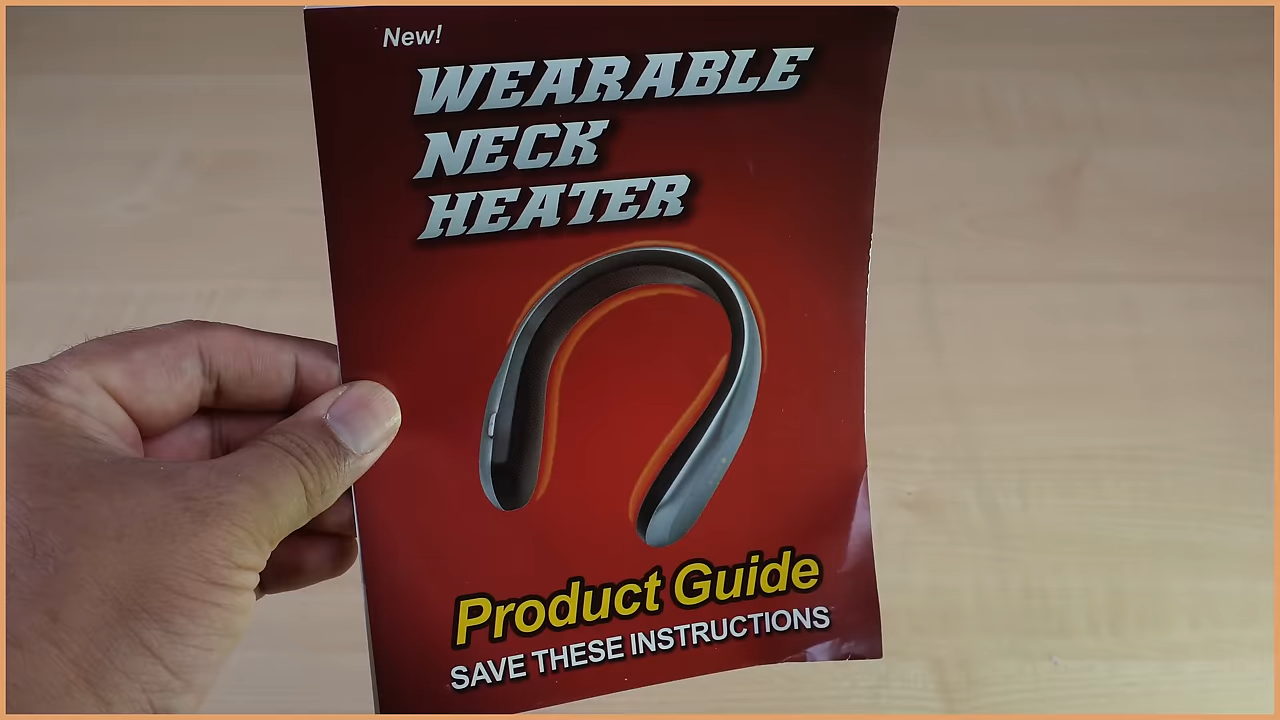 New!
WEARABLE
NECK
HEATER
Product Guide
SAVE THESE INSTRUCTIONS